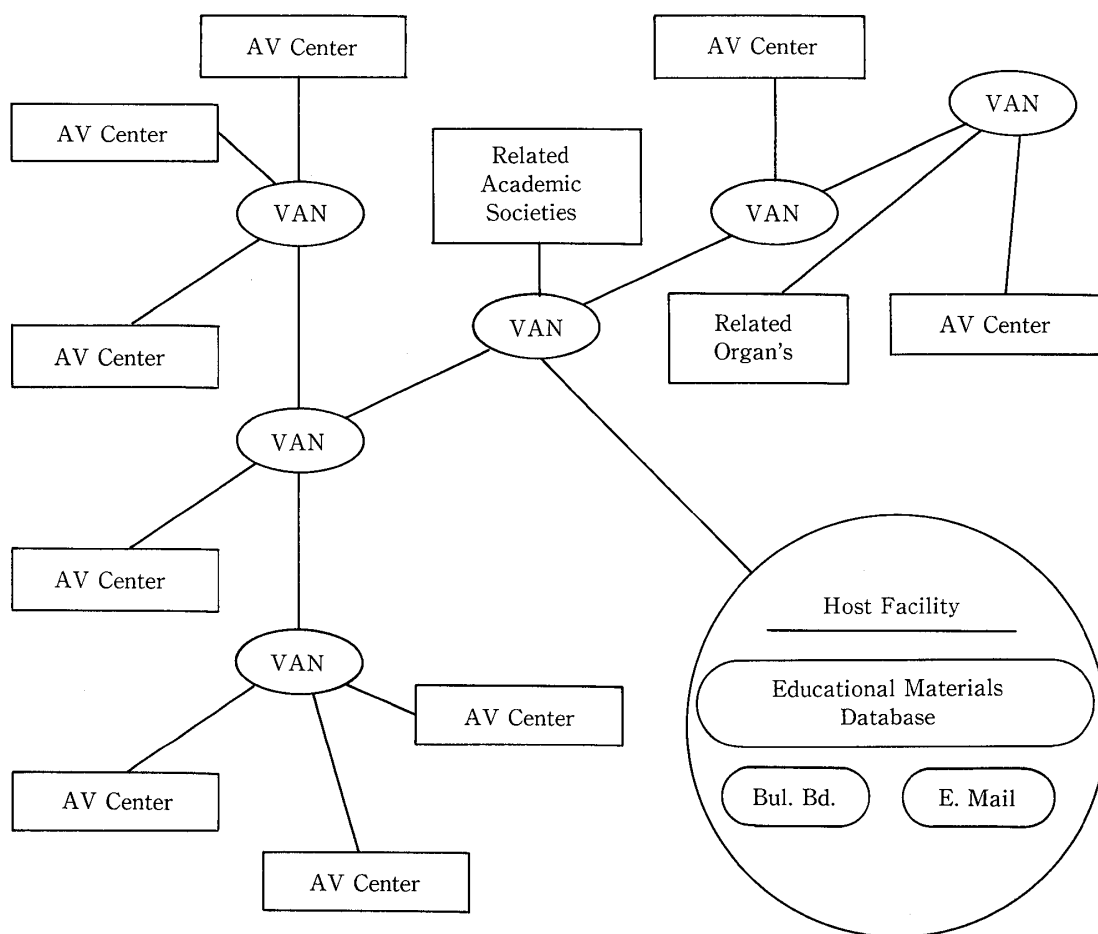 AV Center
AV Center
VAN
AV Center
AV Center
VAN
Related
Academic
Societies
VAN
VAN
Related
Organ's
AV Center
VAN
AV Center
VAN
AV Center
AV Center
AV Center
Host Facility
Educational Materials
Database
Bul. Bd.
E. Mail